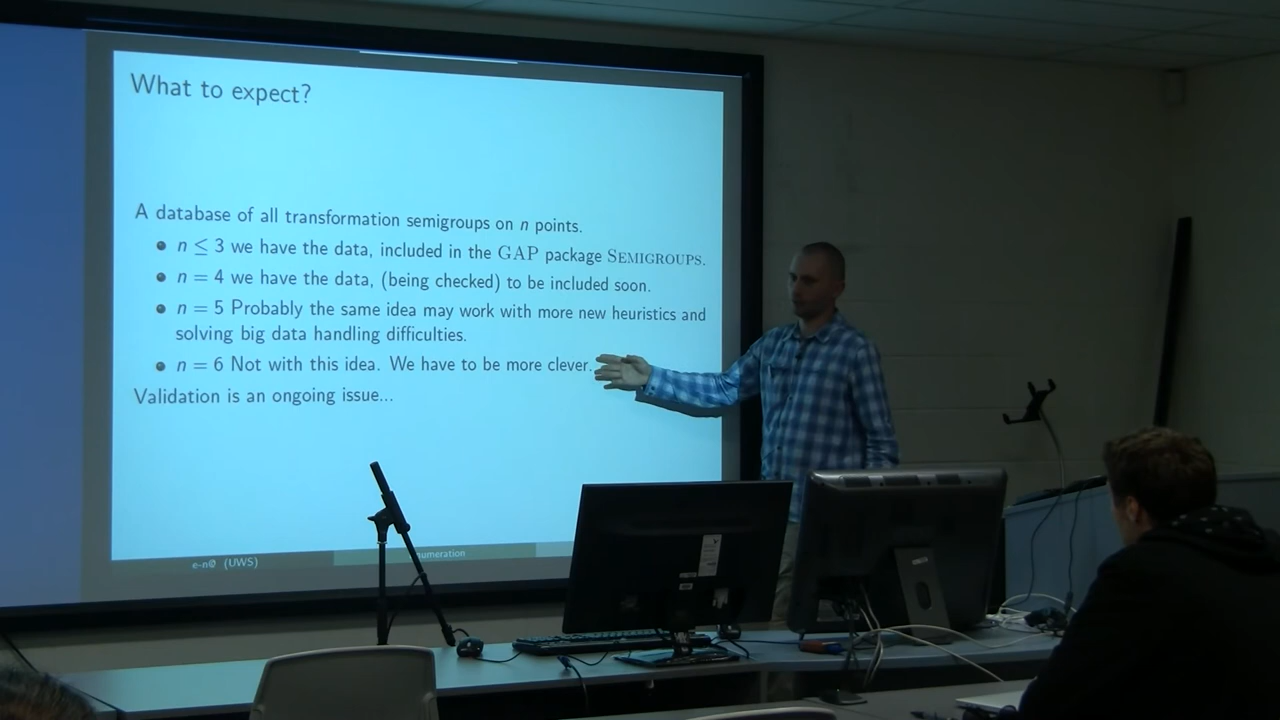 What to expect?
A database of all transformation semigroups on n points.
• n ≤ 3 we have the data, included in the GAP package SEMIGROUPS.
• n = 4 we have the data, (being checked) to be included soon.
• n = 5 Probably the same idea may work with more new heuristics and
solving big data handling difficulties.
• n = 6 Not with this idea. We have to be more clever.
Validation is an ongoing issue...
e-n@ (UWS)